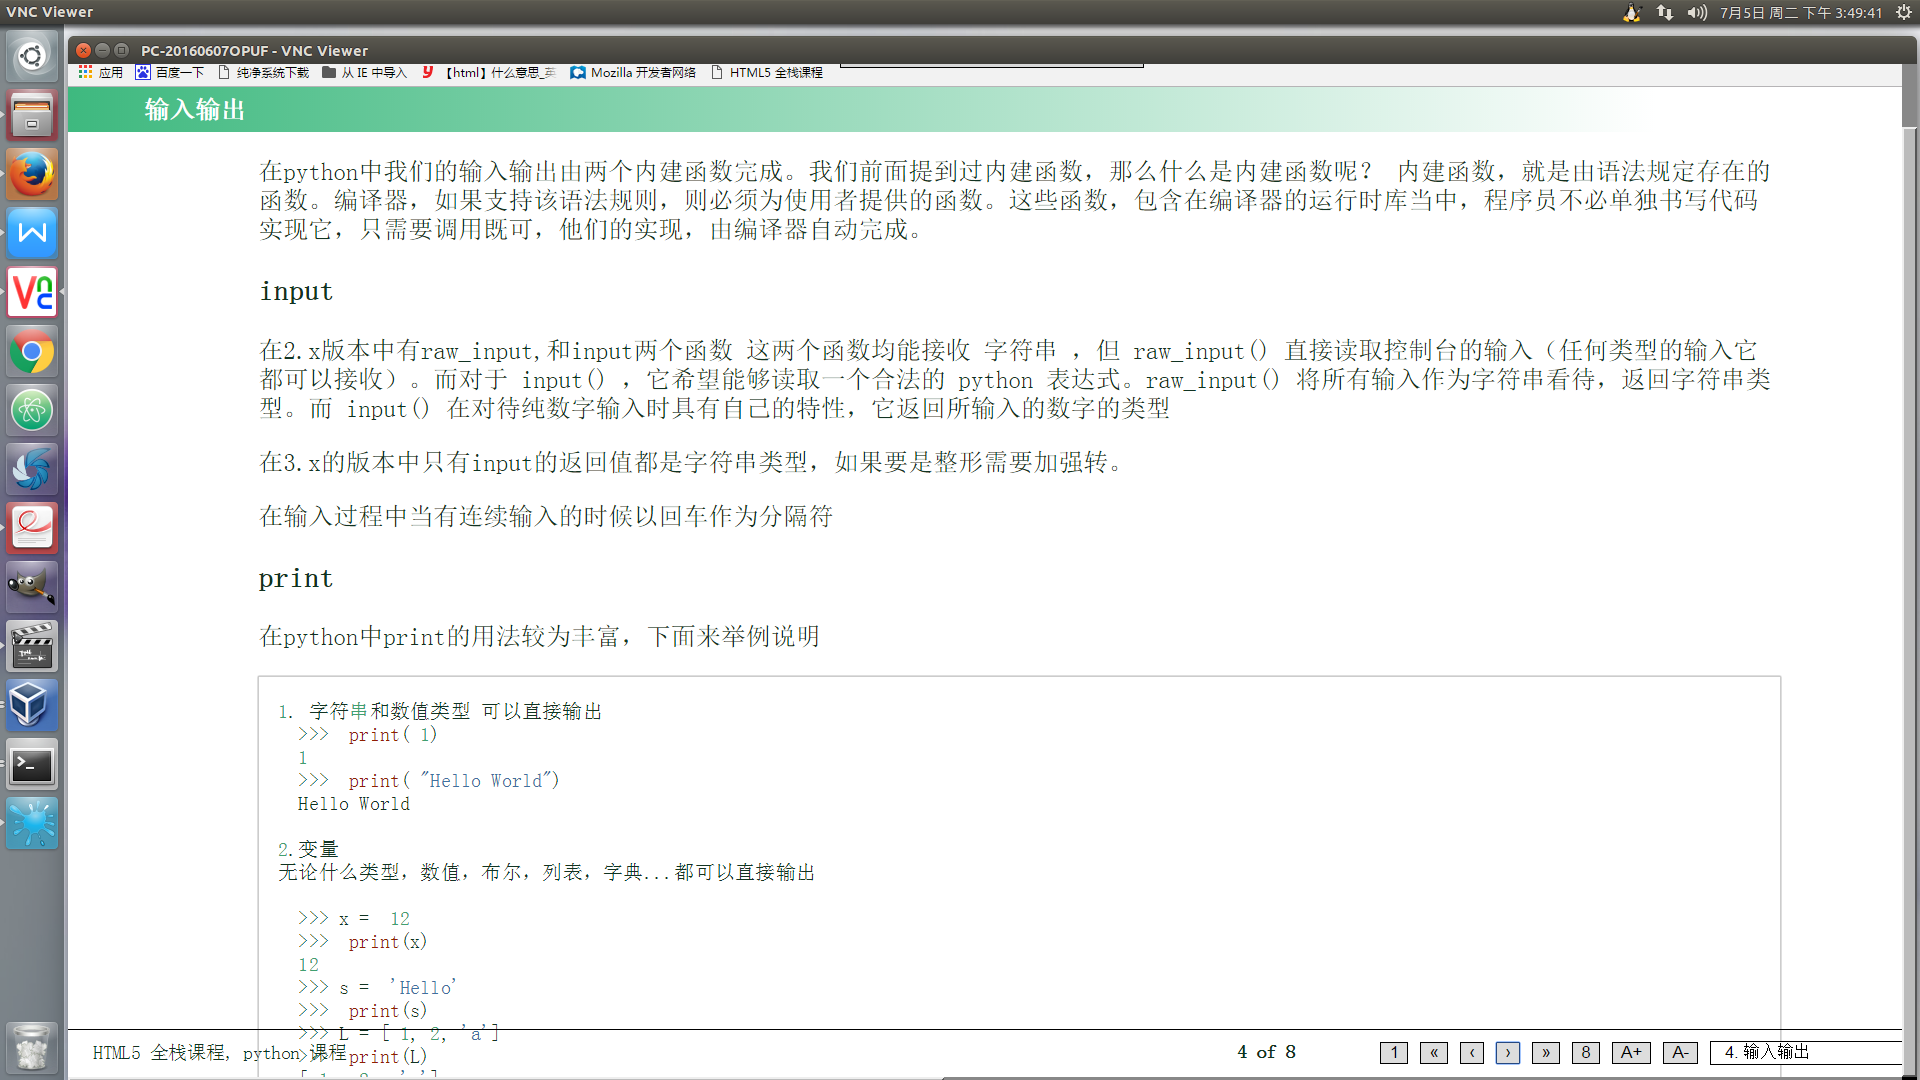 VNC Viewer
7月5日 周二 下午 3:49:41
PC-20160607OPUF - VNC Viewer
应用 百度一下 纯净系统下载 从 IE 中导入 【html】什么意思_英 Mozilla 开发者网络 HTML5 全栈课程
输入输出
在python中我们的输入输出由两个内建函数完成。我们前面提到过内建函数，那么什么是内建函数呢？ 内建函数，就是由语法规定存在的
函数。编译器，如果支持该语法规则，则必须为使用者提供的函数。这些函数，包含在编译器的运行时库当中，程序员不必单独书写代码
实现它，只需要调用既可，他们的实现，由编译器自动完成。
input
在2.x版本中有raw_input,和input两个函数 这两个函数均能接收 字符串 ，但 raw_input() 直接读取控制台的输入（任何类型的输入它
都可以接收）。而对于 input() ，它希望能够读取一个合法的 python 表达式。raw_input() 将所有输入作为字符串看待，返回字符串类
型。而 input() 在对待纯数字输入时具有自己的特性，它返回所输入的数字的类型
在3.x的版本中只有input的返回值都是字符串类型，如果要是整形需要加强转。
在输入过程中当有连续输入的时候以回车作为分隔符
print
在python中print的用法较为丰富，下面来举例说明
1. 字符串和数值类型 可以直接输出
>>> print( 1)
1
>>> print( "Hello World")
Hello World
2.变量
无论什么类型，数值，布尔，列表，字典...都可以直接输出
>>> x = 12
>>> print(x)
12
>>> s = 'Hello'
>>> print(s)
>>> L = [ 1, 2, 'a']
>>> print(L)
HTML5 全栈课程, python 课程
4 of 8
1 « ‹ › » 8 A+ A- 4. 输入输出